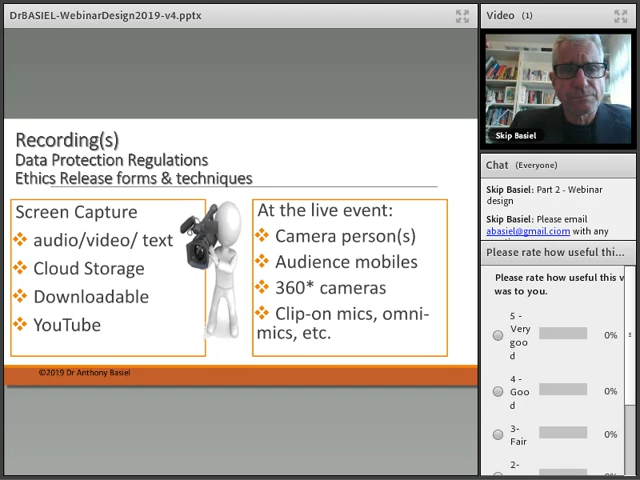 DrBASIEL-WebinarDesign2019-v4.pptx
Recording(s)
Data Protection Regulations
Ethics Release forms & techniques
Screen Capture
audio/video/ text
Cloud Storage
Downloadable
YouTube
At the live event:
Camera person(s)
Audience mobiles
360* cameras
Clip-on mics, omni-
mics, etc.
©2019 Dr Anthony Basiel
Video (1)
Skip Basiel
Chat (Everyone)
Skip Basiel: Part 2 - Webinar
design
Skip Basiel: Please email
abasiel@gmail.ciom with any
Please rate how useful thi...
Please rate how useful this v
was to you.
5 -
Very
goo
d
0%
4 -
Goo
d
0%
3-
Fair
0%
2-
0%